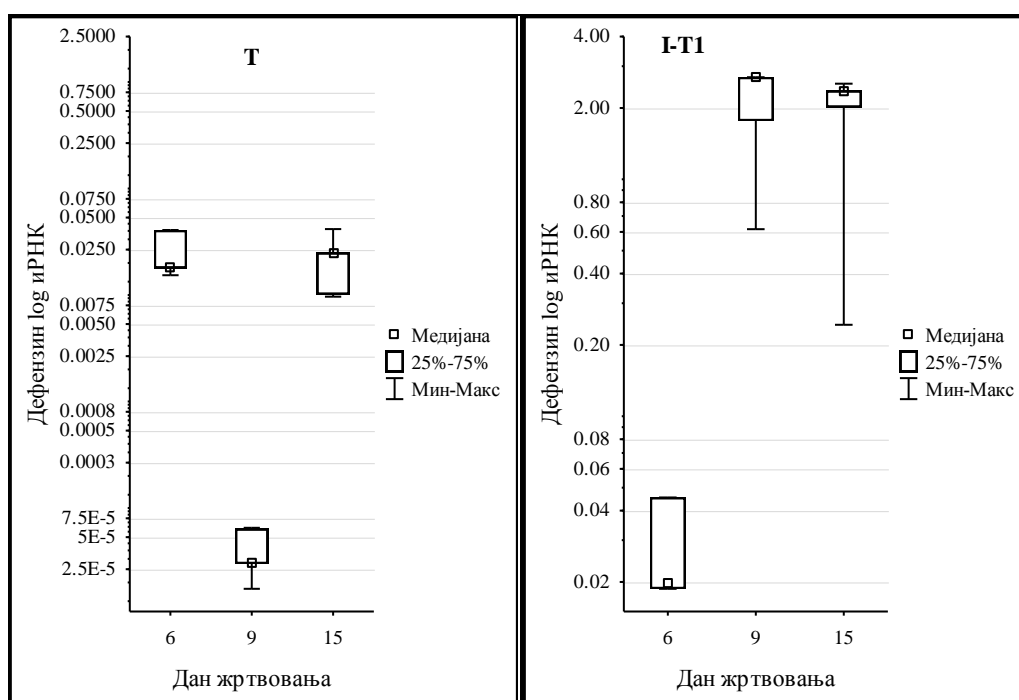 T
Дефензин log иРНК
2.5000
0.7500
0.5000
0.2500
0.0750
0.0500
0.0250
0.0075
0.0050
0.0025
0.0008
0.0005
0.0003
7.5E-5
5E-5
2.5E-5
6 9 15
Дан жртвовања
Медијана
25%-75%
Мин-Макс
I-T1
Дефензин log иРНК
4.00
2.00
0.80
0.60
0.40
0.20
0.08
0.06
0.04
0.02
6 9 15
Дан жртвовања
Медијана
25%-75%
Мин-Макс